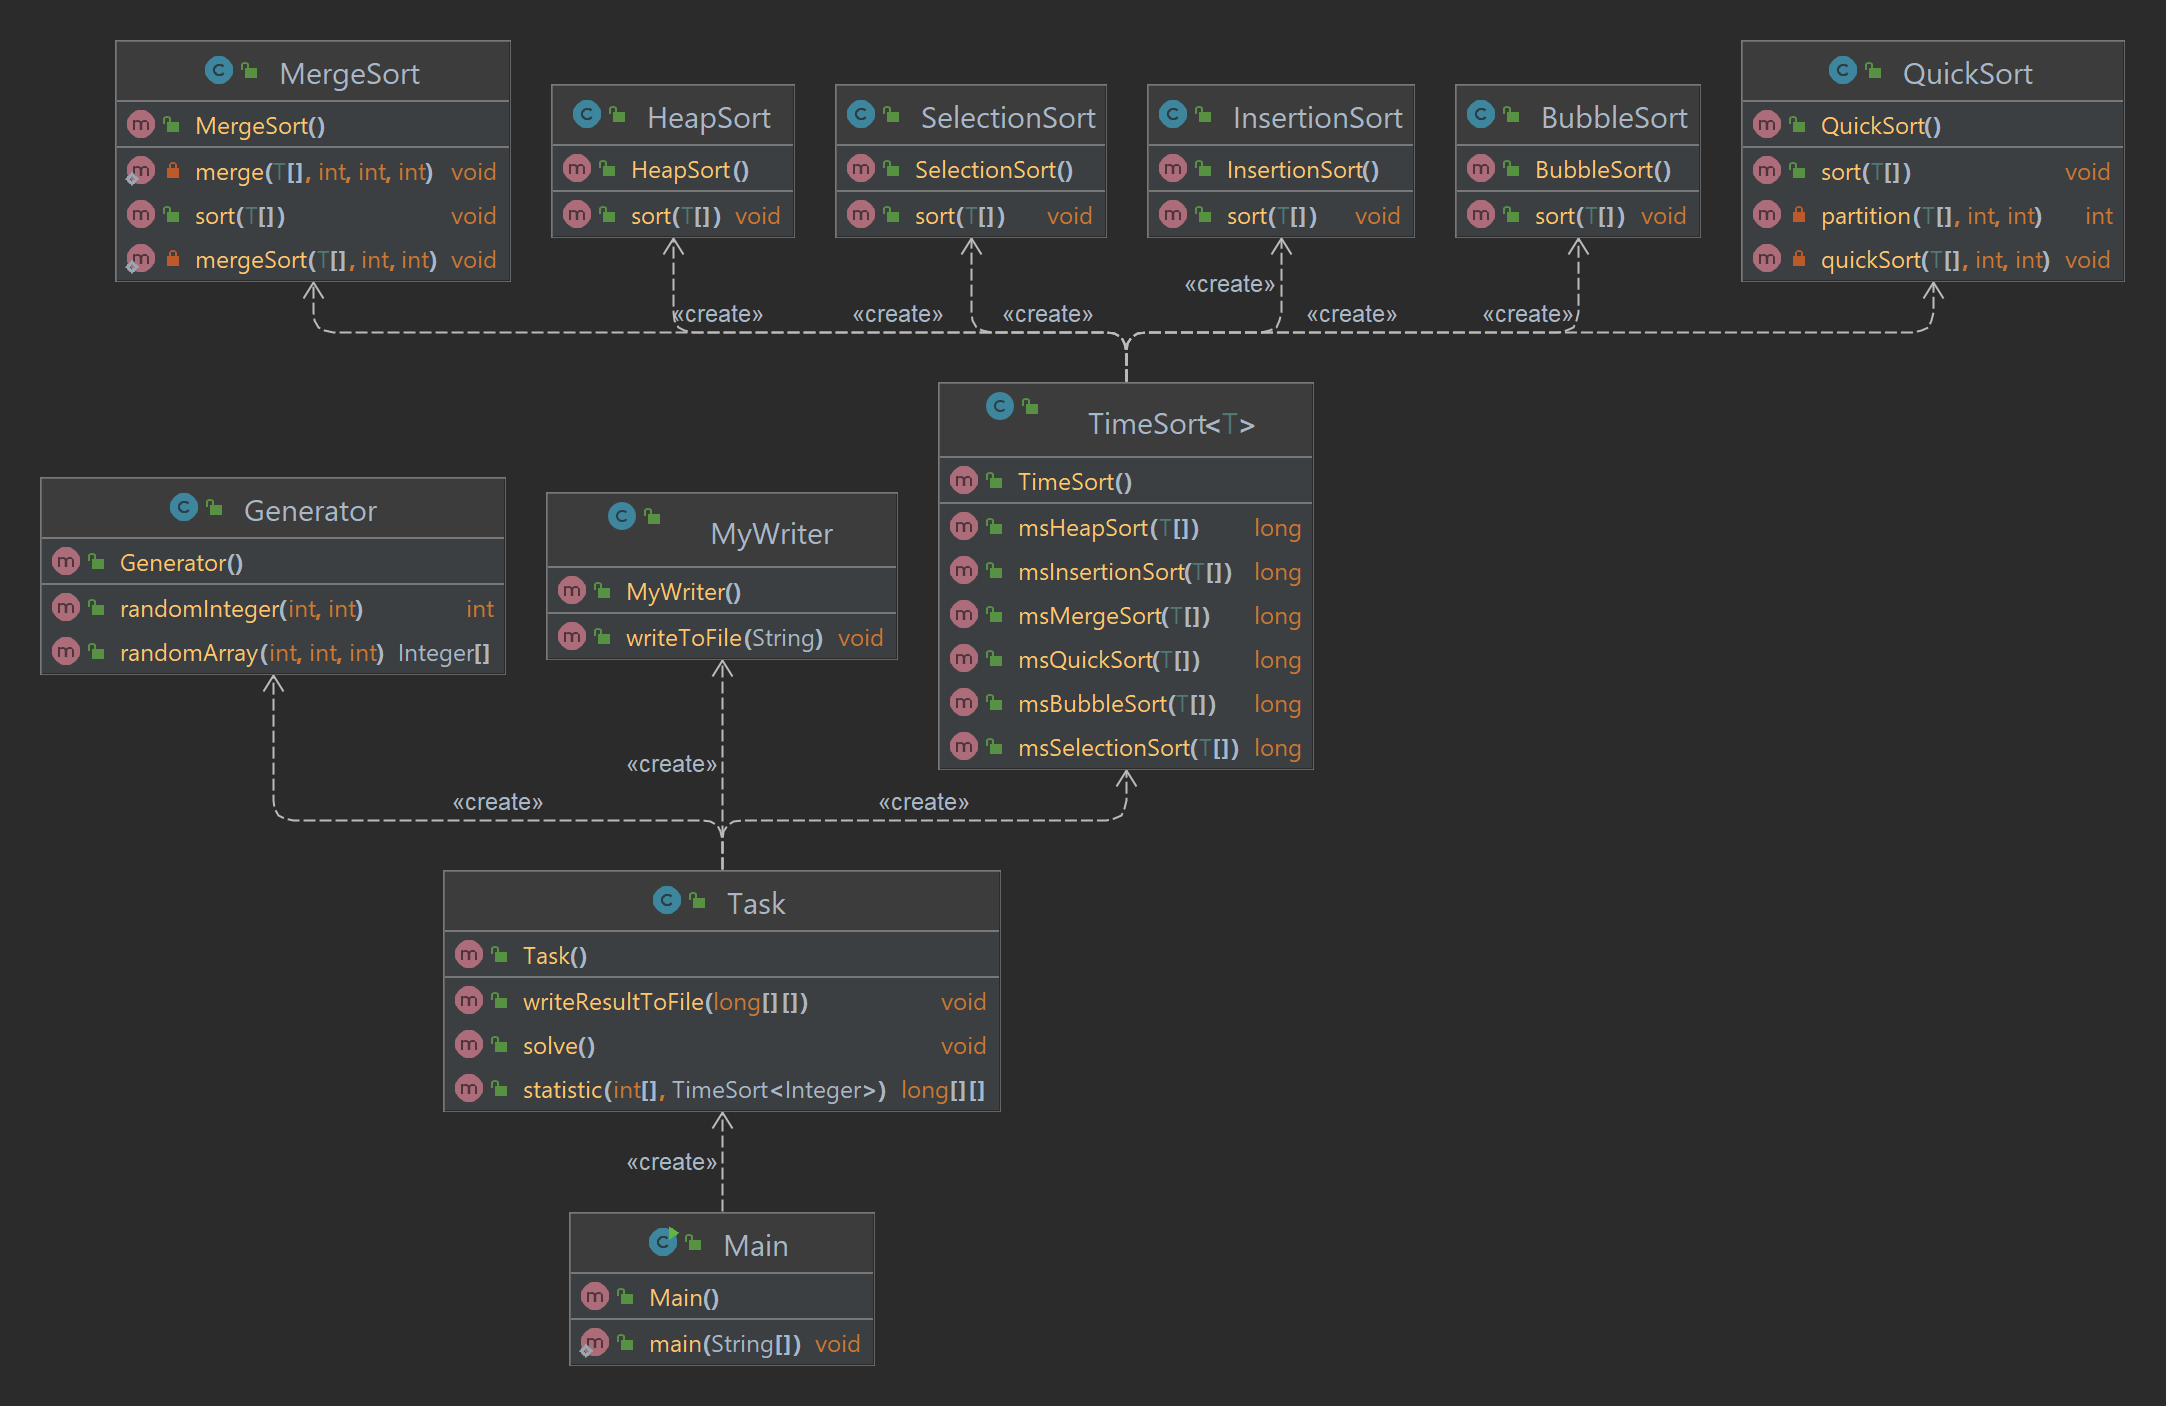 MergeSort
MergeSort()
merge(T[], int, int, int) void
sort(T[]) void
mergeSort(T[], int, int) void
HeapSort
HeapSort()
sort(T[]) void
SelectionSort
SelectionSort()
sort(T[]) void
InsertionSort
InsertionSort()
sort(T[]) void
BubbleSort
BubbleSort()
sort(T[]) void
QuickSort
QuickSort()
sort(T[]) void
partition(T[], int, int) int
quickSort(T[], int, int) void
«create»
«create»
«create»
«create»
«create»
«create»
TimeSort<T>
TimeSort()
msHeapSort(T[]) long
msInsertionSort(T[]) long
msMergeSort(T[]) long
msQuickSort(T[]) long
msBubbleSort(T[]) long
msSelectionSort(T[]) long
Generator
Generator()
randomInteger(int, int) int
randomArray(int, int, int) Integer[]
MyWriter
MyWriter()
writeToFile(String) void
«create»
«create»
«create»
Task
Task()
writeResultToFile(long[][]) void
solve() void
statistic(int[], TimeSort<Integer>) long[][]
«create»
Main
Main()
main(String[]) void